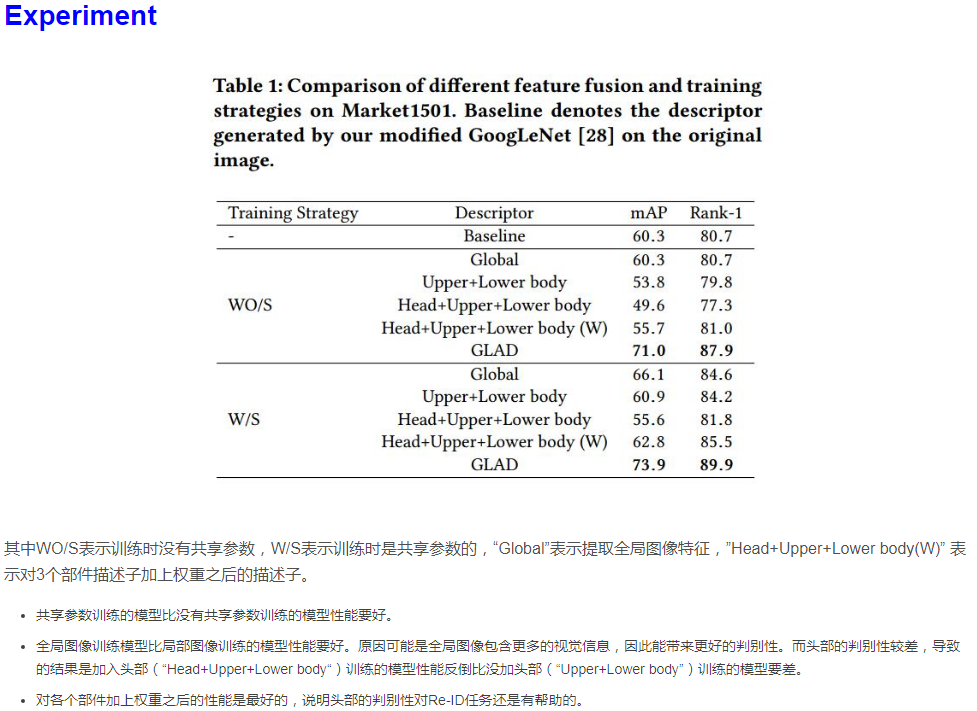 Experiment
Table 1: Comparison of different feature fusion and training
strategies on Market1501. Baseline denotes the descriptor
generated by our modified GoogLeNet [28] on the original
image.
Training Strategy Descriptor mAP Rank-1
- Baseline 60.3 80.7
Global 60.3 80.7
Upper+Lower body 53.8 79.8
WO/S Head+Upper+Lower body 49.6 77.3
Head+Upper+Lower body (W) 55.7 81.0
GLAD 71.0 87.9
Global 66.1 84.6
Upper+Lower body 60.9 84.2
W/S Head+Upper+Lower body 55.6 81.8
Head+Upper+Lower body (W) 62.8 85.5
GLAD 73.9 89.9
其中WO/S表示训练时没有共享参数，W/S表示训练时是共享参数的，“Global”表示提取全局图像特征，”Head+Upper+Lower body(W)” 表
示对3个部件描述子加上权重之后的描述子。
• 共享参数训练的模型比没有共享参数训练的模型性能要好。
• 全局图像训练模型比局部图像训练的模型性能要好。原因可能是全局图像包含更多的视觉信息，因此能带来更好的判别性。而头部的判别性较差，导致
的结果是加入头部（“Head+Upper+Lower body“）训练的模型性能反倒比没加头部（“Upper+Lower body”）训练的模型要差。
• 对各个部件加上权重之后的性能是最好的，说明头部的判别性对Re-ID任务还是有帮助的。